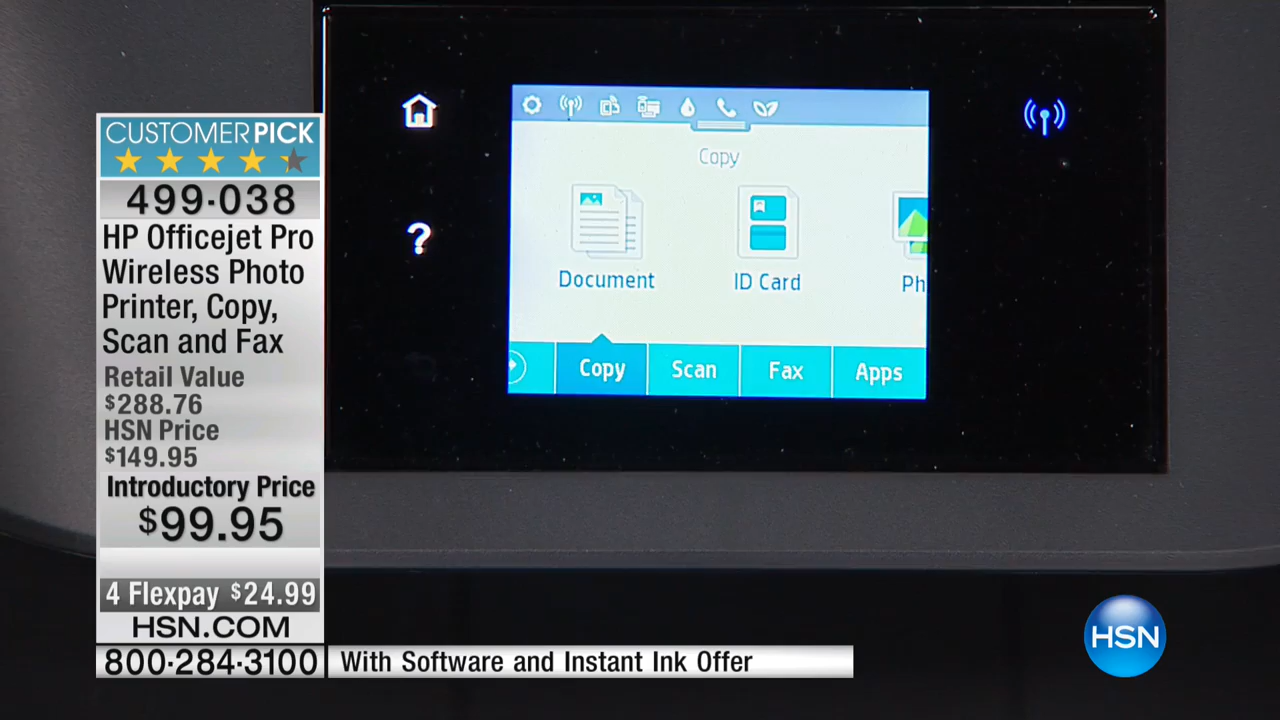 CUSTOMER PICK
499-038
HP Officejet Pro
Wireless Photo
Printer, Copy,
Scan and Fax
Retail Value
$288.76
HSN Price
$149.95
Introductory Price
$99.95
4 Flexpay $24.99
HSN.COM
800-284-3100
With Software and Instant Ink Offer
?
Copy
Document
ID Card
Ph
Copy
Scan
Fax
Apps
HSN